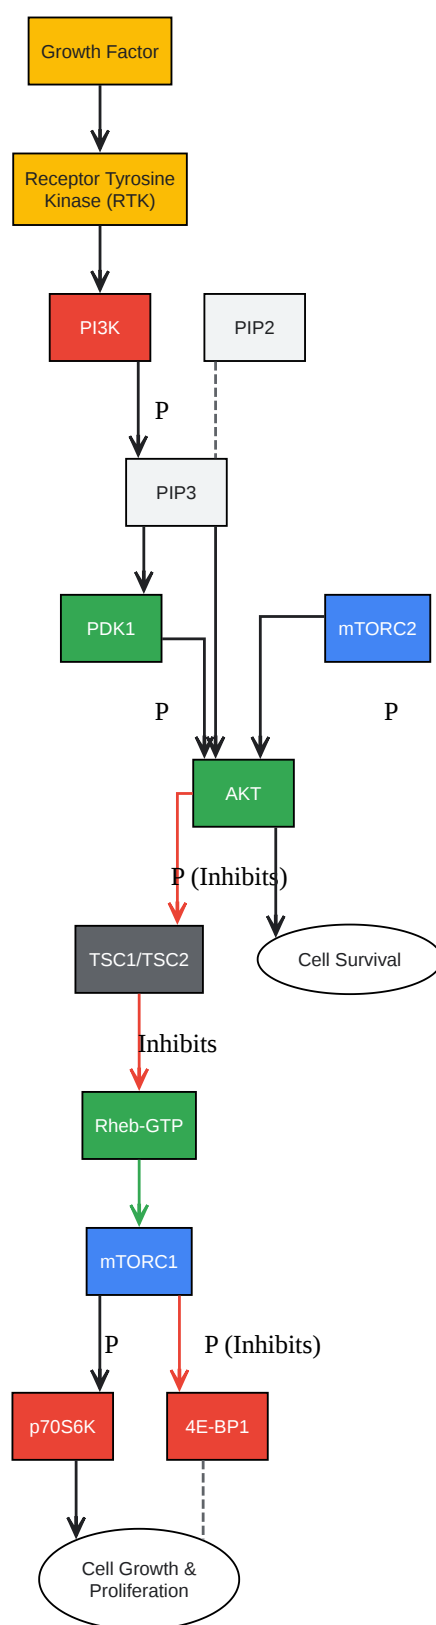 Growth Factor
Receptor Tyrosine
Kinase (RTK)
PI3K
PIP2
P
PIP3
PDK1
mTORC2
P
P
AKT
P (Inhibits)
TSC1/TSC2
Cell Survival
Inhibits
Rheb-GTP
mTORC1
P
P (Inhibits)
p70S6K
4E-BP1
Cell Growth &
Proliferation